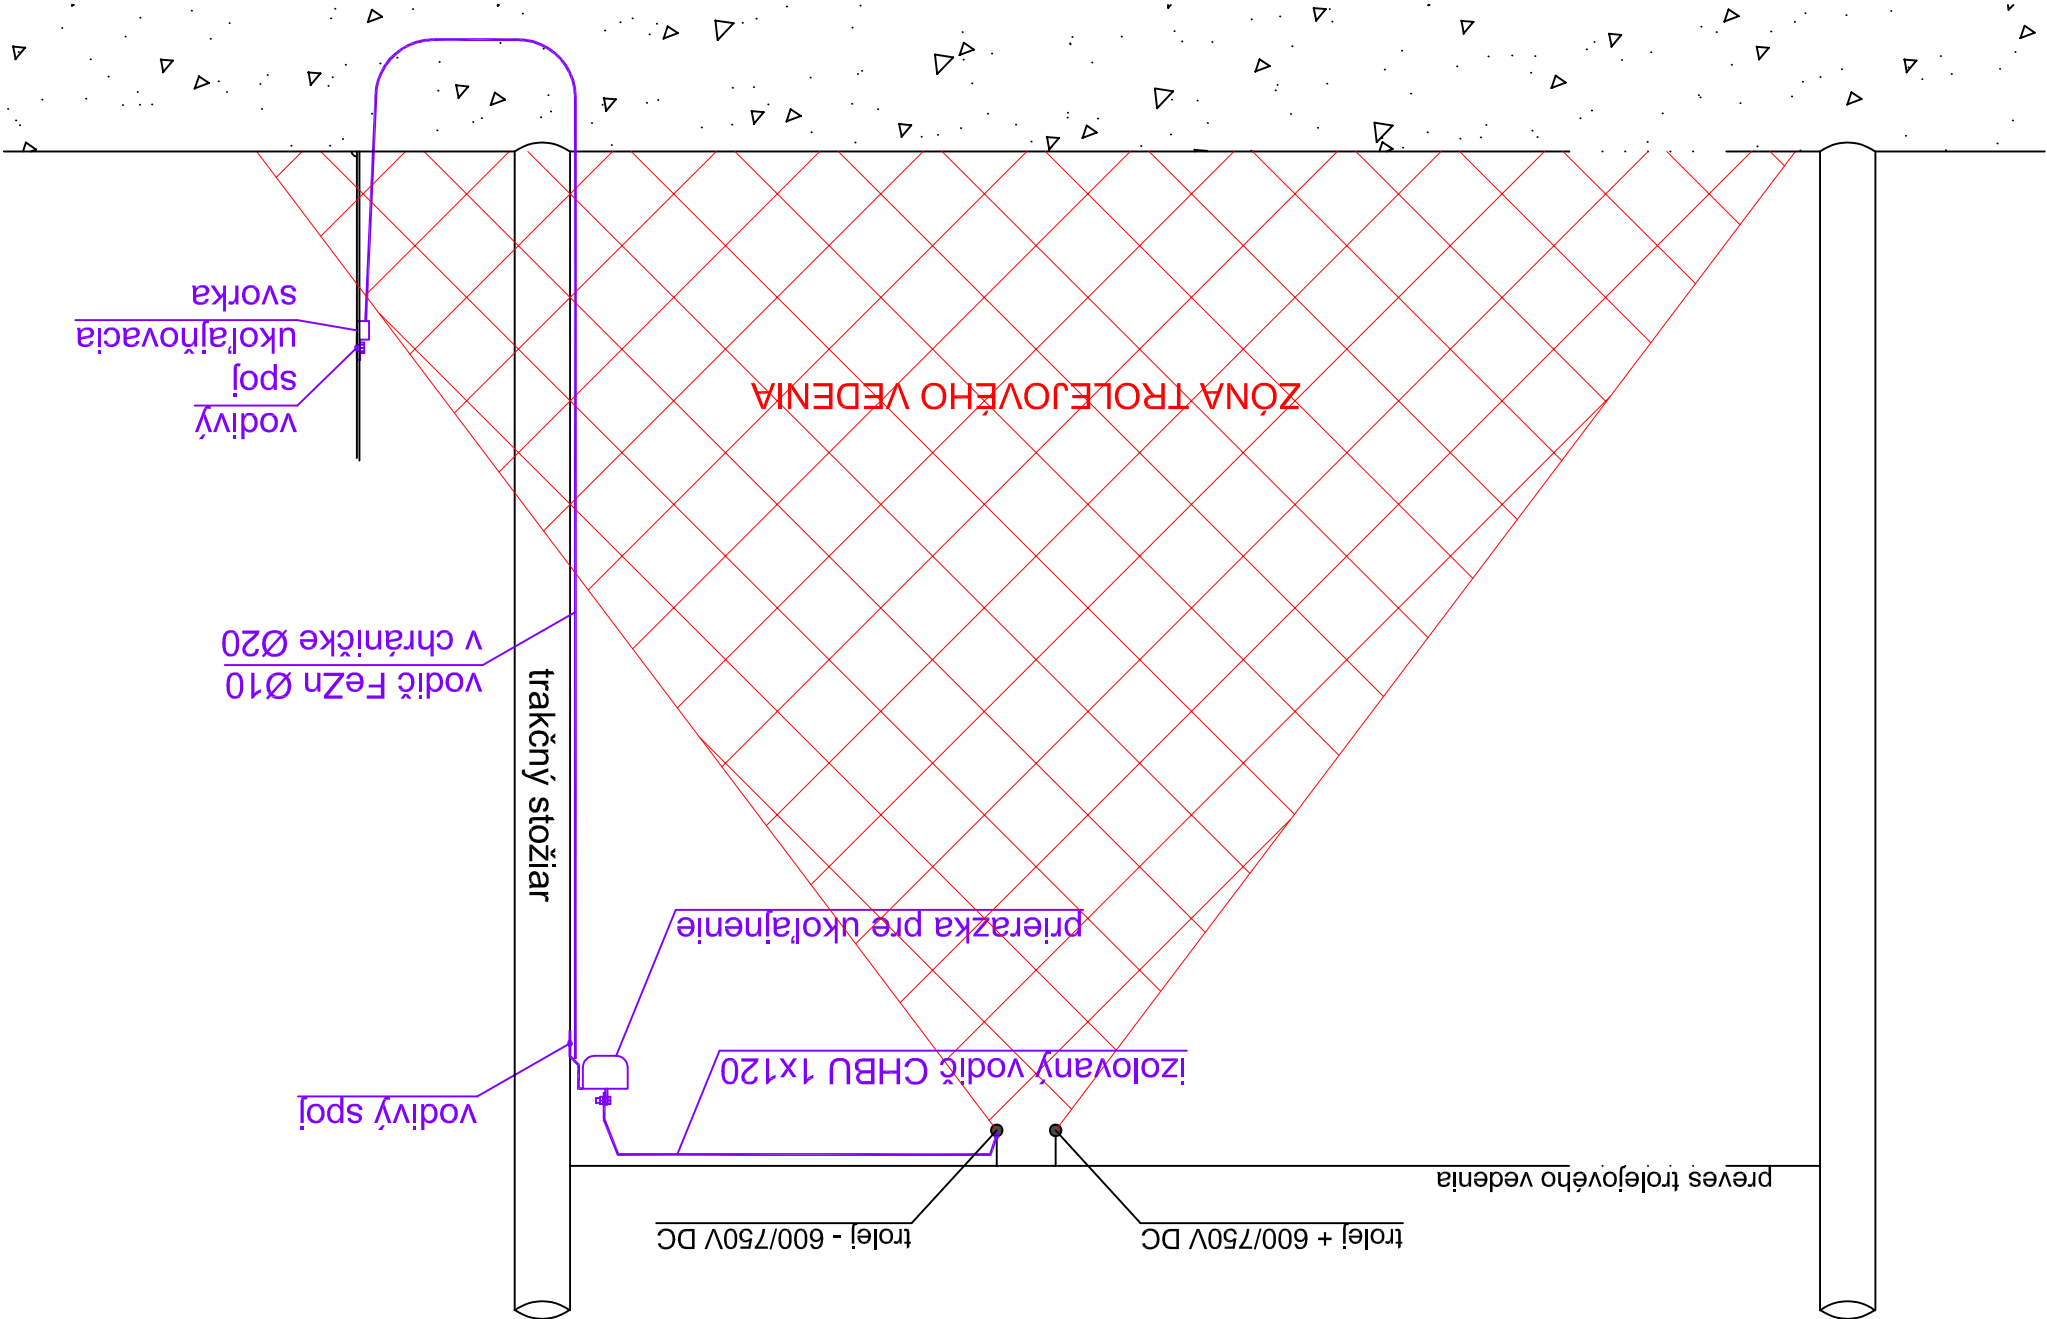 trolej + 600/750V DC
trolej - 600/750V DC
preves trolejového vedenia
vodivý spoj
izolovaný vodič CHBU 1x120
prierazka pre ukoľajnenie
trakčný stožiar
vodič FeZn Ø10
v chráničke Ø20
ZÓNA TROLEJOVÉHO VEDENIA
vodivý
spoj
ukoľajňovacia
svorka